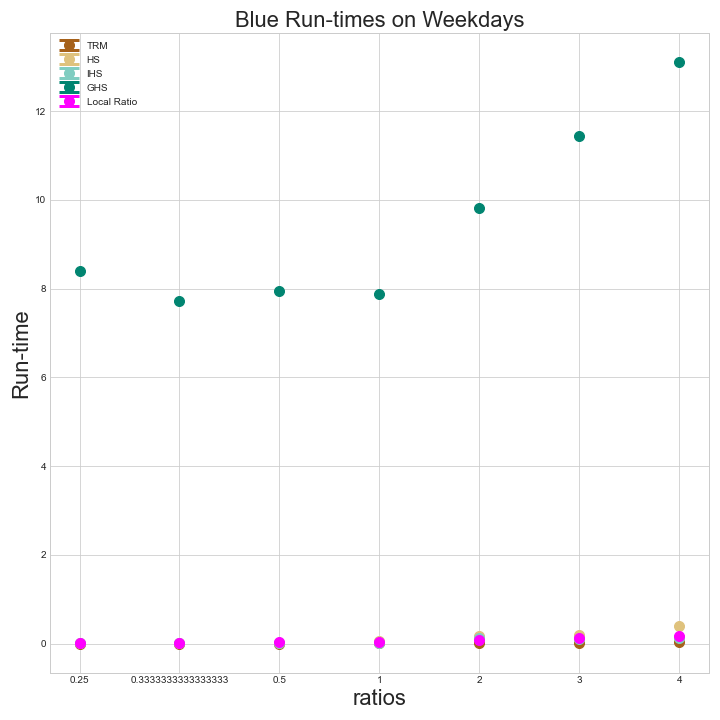 Blue Run-times on Weekdays
TRM
HS
IHS
GHS
Local Ratio
12
10
8
6
4
2
0
Run-time
0.25 0.3333333333333333 0.5 1 2 3 4
ratios